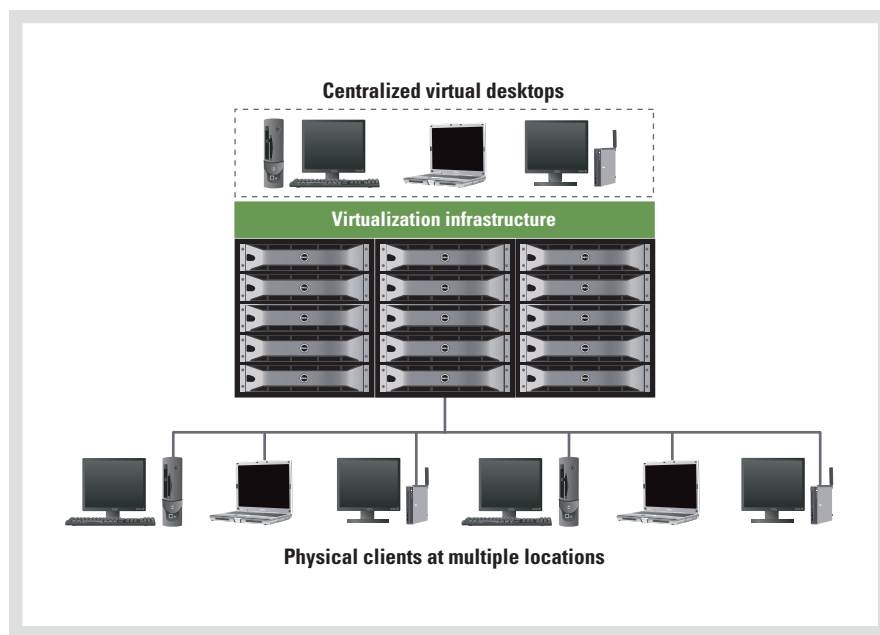 Centralized virtual desktops
Virtualization infrastructure
Physical clients at multiple locations